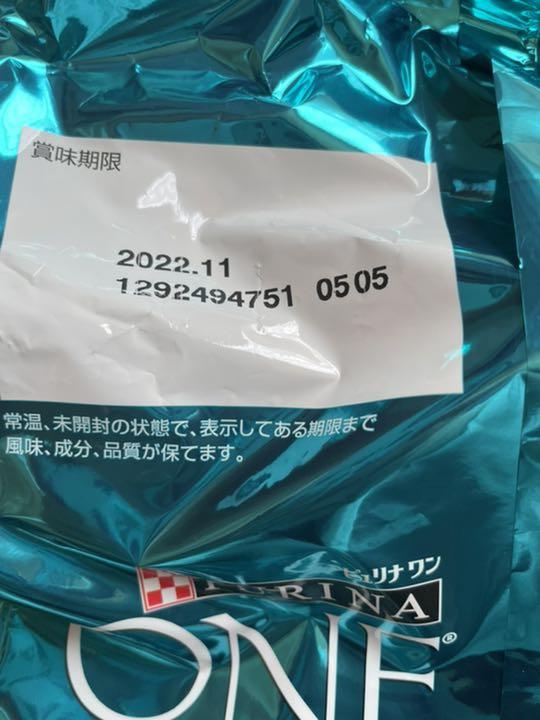 賞味期限
2022.11
1292494751 0505
常温、未開封の状態で、表示してある期限まで
風味、成分、品質が保てます。
ピュリナ ワン
PURINA
ONE®